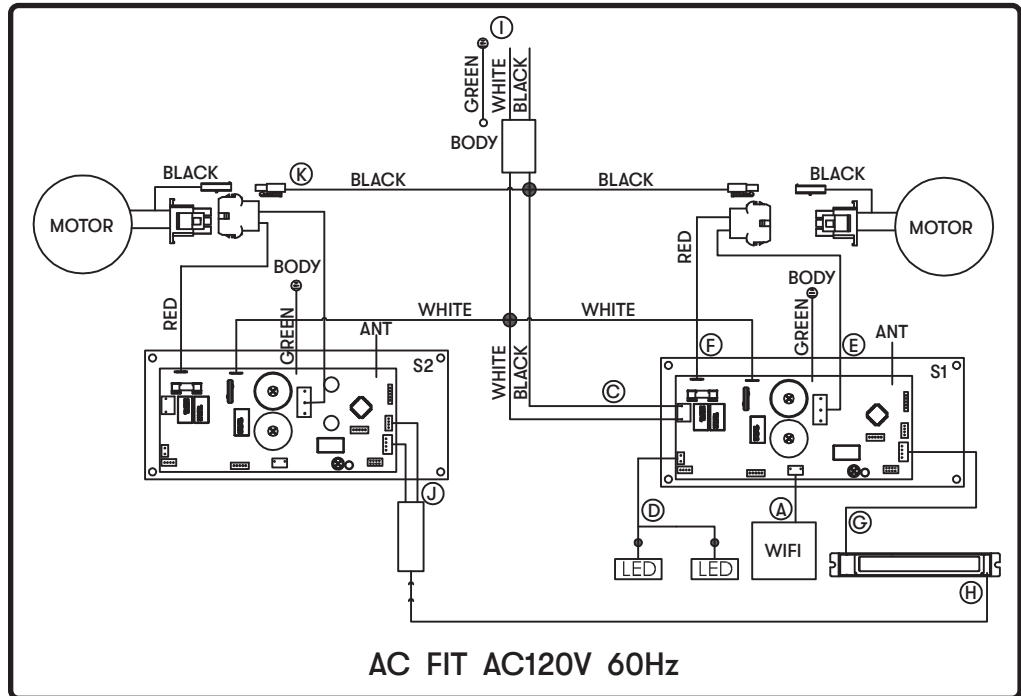 I
GREEN
WHITE
BLACK
BODY
BLACK
K
BLACK
BLACK
BLACK
MOTOR
MOTOR
RED
BODY
GREEN
WHITE
WHITE
ANT
S2
RED
BODY
GREEN
F
E
ANT
S1
WHITE
BLACK
C
J
D
A
G
LED
LED
WIFI
H
AC FIT AC120V 60Hz